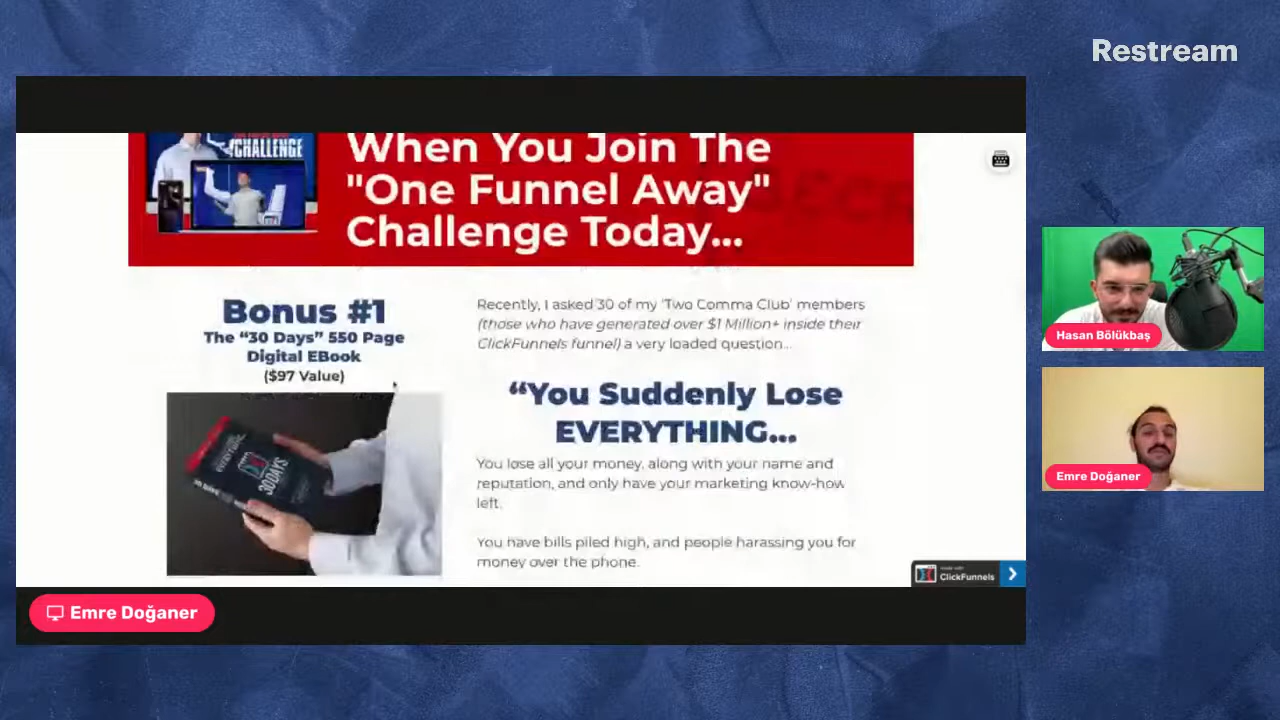 Restream
CHALLENGE
When You Join The
"One Funnel Away"
Challenge Today...
Bonus #1
The “30 Days” 550 Page
Digital EBook
($97 Value)
30 DAYS
Recently, I asked 30 of my 'Two Comma Club' members
(those who have generated over $1 Million+ inside their
ClickFunnels funnel) a very loaded question...
“You Suddenly Lose
EVERYTHING...
You lose all your money, along with your name and
reputation, and only have your marketing know-how
left.
You have bills piled high, and people harassing you for
money over the phone.
ClickFunnels
Hasan Bölükbaş
Emre Doğaner
Emre Doğaner